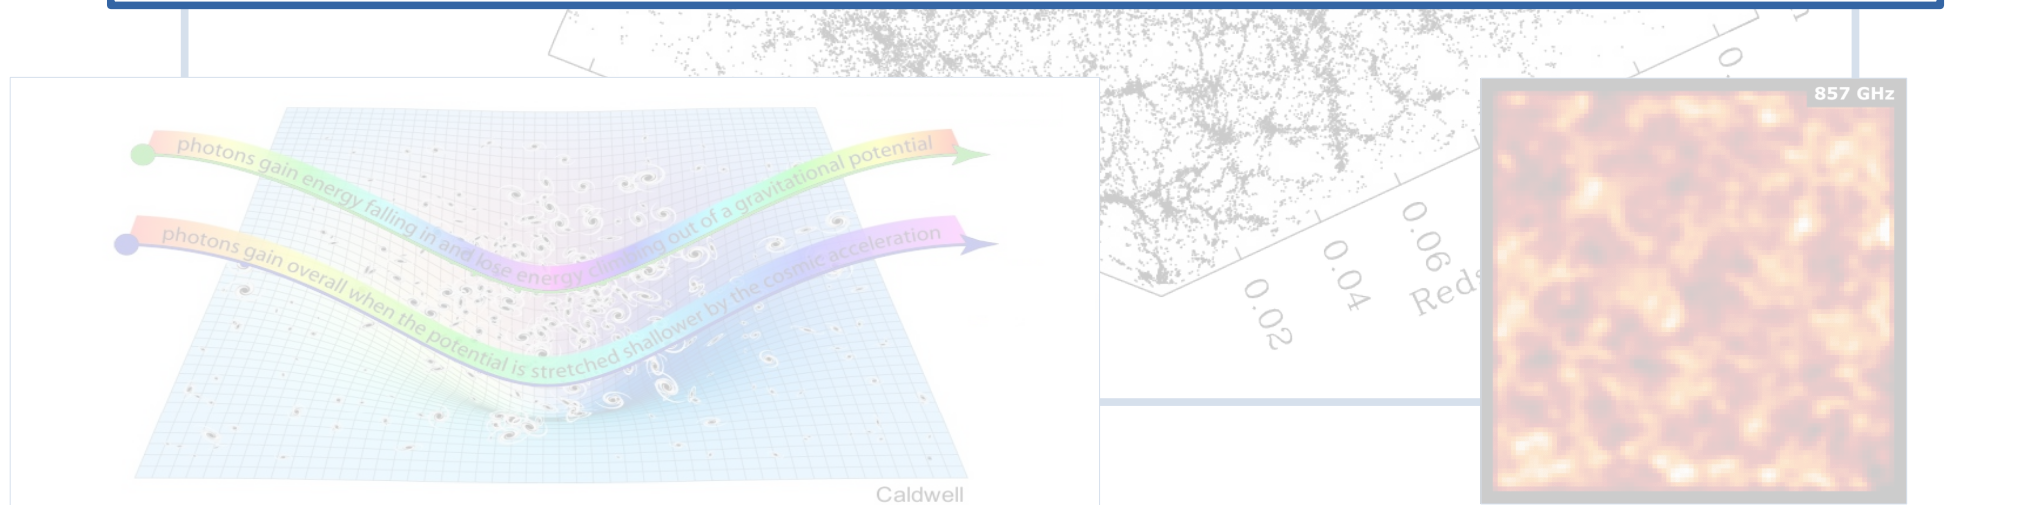 857 GHz
photons gain energy falling in and lose energy climbing out of a gravitational potential
photons gain overall when the potential is stretched shallower by the cosmic acceleration
0.02
0.04
0.06
Caldwell